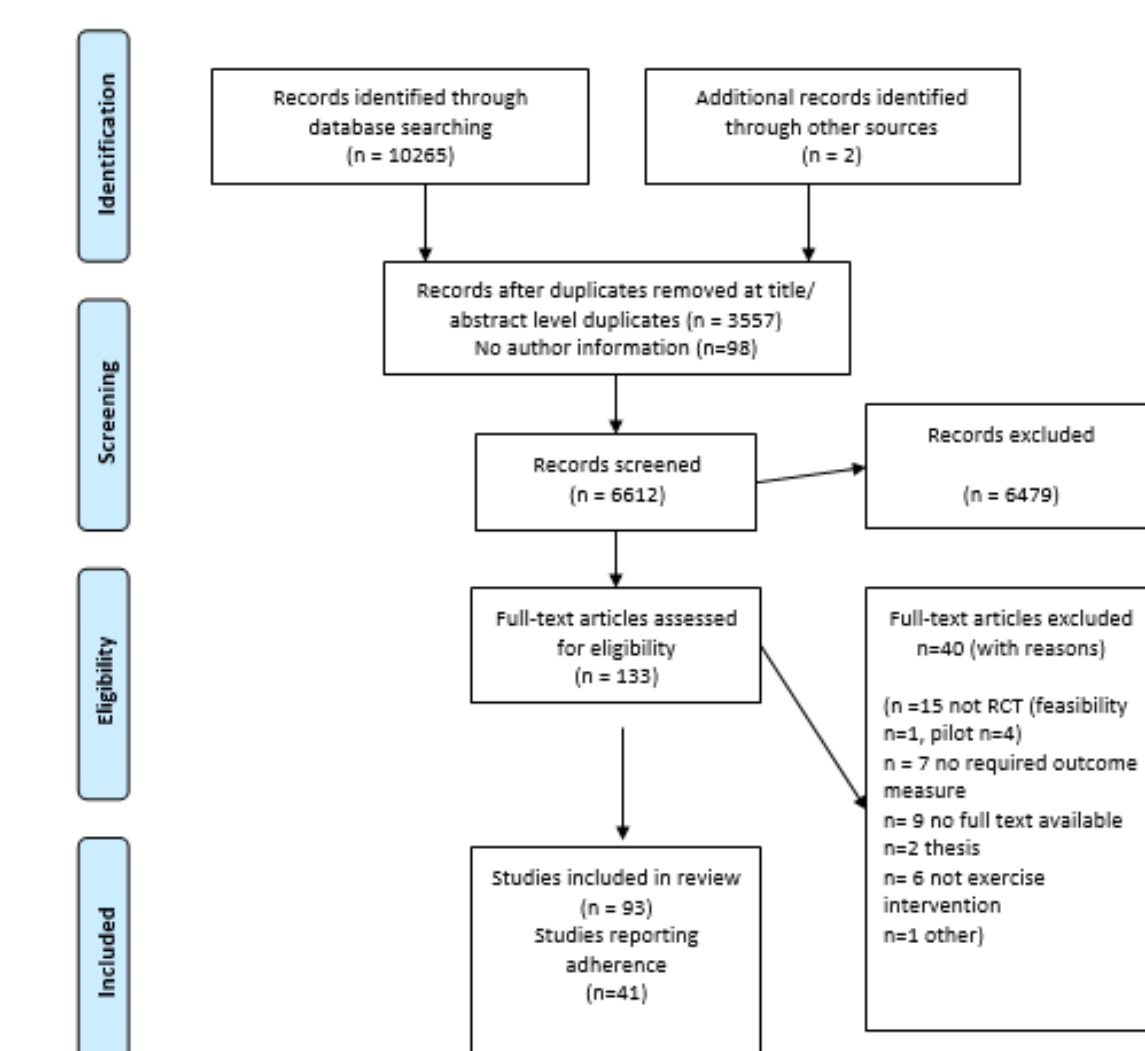 Identification
Records identified through
database searching
(n = 10265)
Additional records identified
through other sources
(n = 2)
Records after duplicates removed at title/
abstract level duplicates (n = 3557)
No author information (n=98)
Screening
Records screened
(n = 6612)
Records excluded
(n = 6479)
Eligibility
Full-text articles assessed
for eligibility
(n = 133)
Full-text articles excluded
n=40 (with reasons)
(n =15 not RCT (feasibility
n=1, pilot n=4)
n = 7 no required outcome
measure
n= 9 no full text available
n=2 thesis
n= 6 not exercise
intervention
n=1 other)
Included
Studies included in review
(n = 93)
Studies reporting
adherence
(n=41)